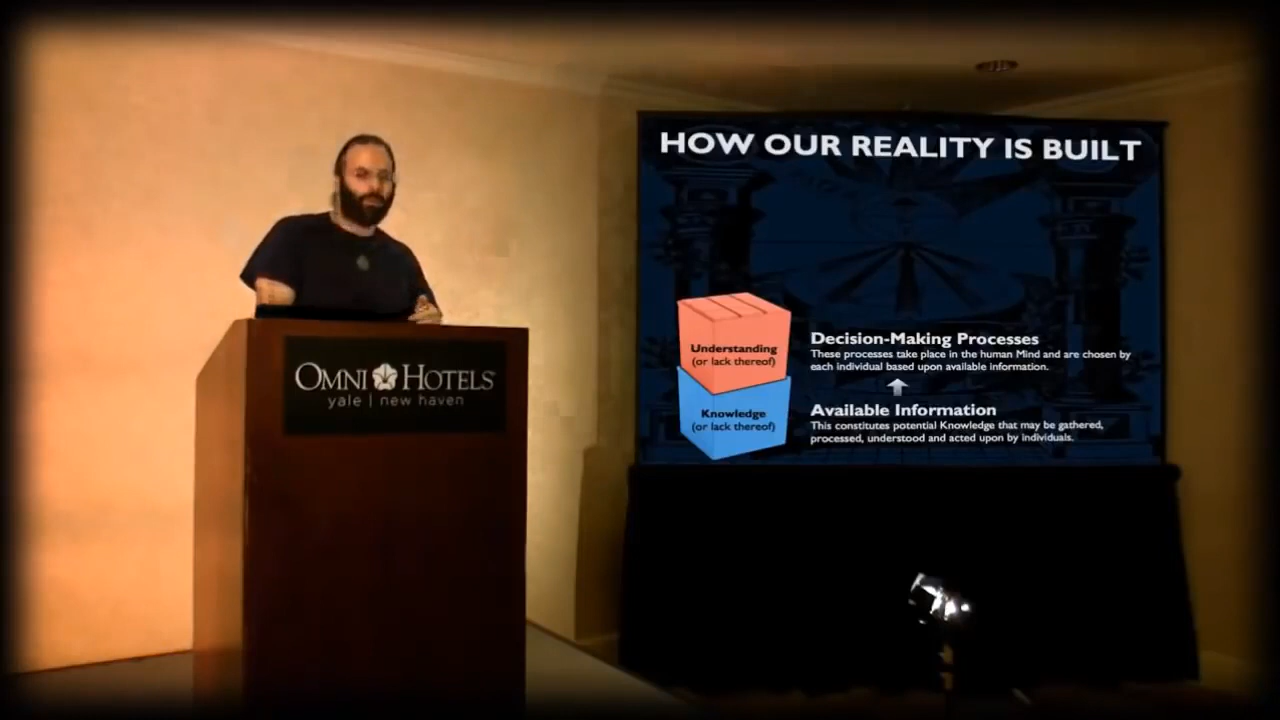 HOW OUR REALITY IS BUILT
Understanding
(or lack thereof)
Decision-Making Processes
These processes take place in the human Mind and are chosen by
each individual based upon available information.
Knowledge
(or lack thereof)
Available Information
This constitutes potential Knowledge that may be gathered,
processed, understood and acted upon by individuals.
OMNI HOTELS
yale | new haven